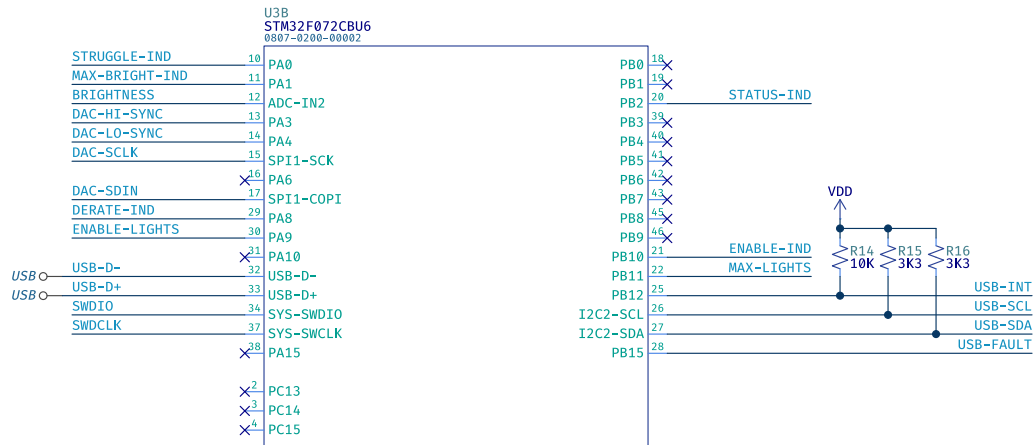 U3B
STM32F072CBU6
0807-0200-00002
STRUGGLE-IND 10 PA0 PB0 18
MAX-BRIGHT-IND 11 PA1 PB1 19
BRIGHTNESS 12 ADC-IN2 PB2 20 STATUS-IND
DAC-HI-SYNC 13 PA3 PB3 39
DAC-LO-SYNC 14 PA4 PB4 40
DAC-SCLK 15 SPI1-SCK PB5 41
16 PA6 PB6 42
DAC-SDIN 17 SPI1-COPI PB7 43 VDD
DERATE-IND 29 PA8 PB8 45
ENABLE-LIGHTS 30 PA9 PB9 46
31 PA10 PB10 21 ENABLE-IND R14 R15 R16
10K 3K3 3K3
USB USB-D- 32 USB-D- PB11 22 MAX-LIGHTS
USB USB-D+ 33 USB-D+ PB12 25 USB-INT
SWDIO 34 SYS-SWDIO I2C2-SCL 26 USB-SCL
SWDCLK 37 SYS-SWCLK I2C2-SDA 27 USB-SDA
38 PA15 PB15 28 USB-FAULT
2 PC13
3 PC14
4 PC15